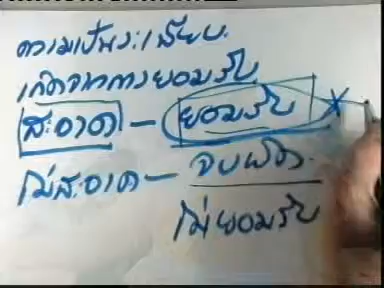 ความเป็นระเบียบ
เกิดจากการยอมรับ
สะอาด – ยอมรับ
ไม่สะอาด – จบผิด
ไม่ยอมรับ